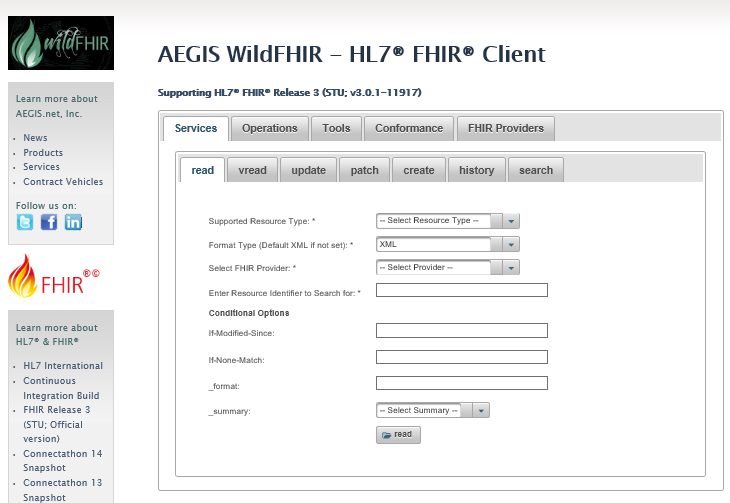 wildFHIR
AEGIS WildFHIR – HL7® FHIR® Client
Supporting HL7® FHIR® Release 3 (STU; v3.0.1-11917)
Learn more about
AEGIS.net, Inc.
News
Products
Services
Contract Vehicles
Follow us on:
FHIR®©
Learn more about
HL7® & FHIR®
HL7 International
Continuous
Integration Build
FHIR Release 3
(STU; Official
version)
Connectathon 14
Snapshot
Connectathon 13
Snapshot
Services Operations Tools Conformance FHIR Providers
read vread update patch create history search
Supported Resource Type: * -- Select Resource Type --
Format Type (Default XML if not set): * XML
Select FHIR Provider: * -- Select Provider --
Enter Resource Identifier to Search for: *
Conditional Options
If-Modified-Since:
If-None-Match:
_format:
_summary: -- Select Summary --
read